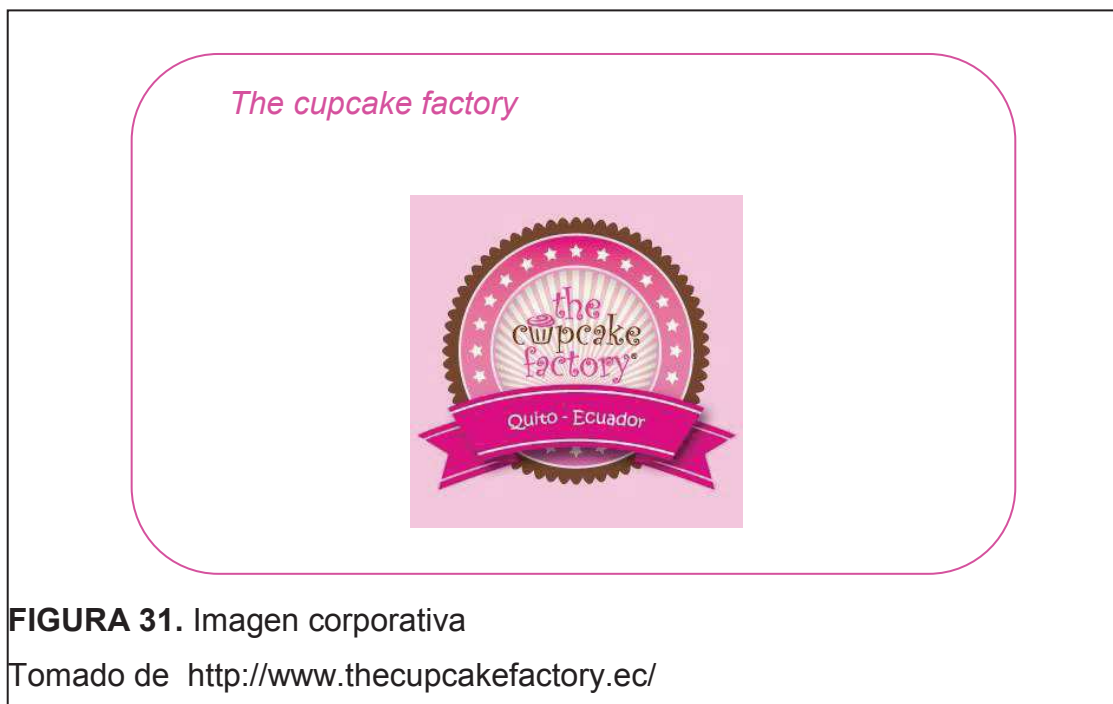 The cupcake factory
the
cupcake
factory
Quito - Ecuador
FIGURA 31. Imagen corporativa
Tomado de http://www.thecupcakefactory.ec/